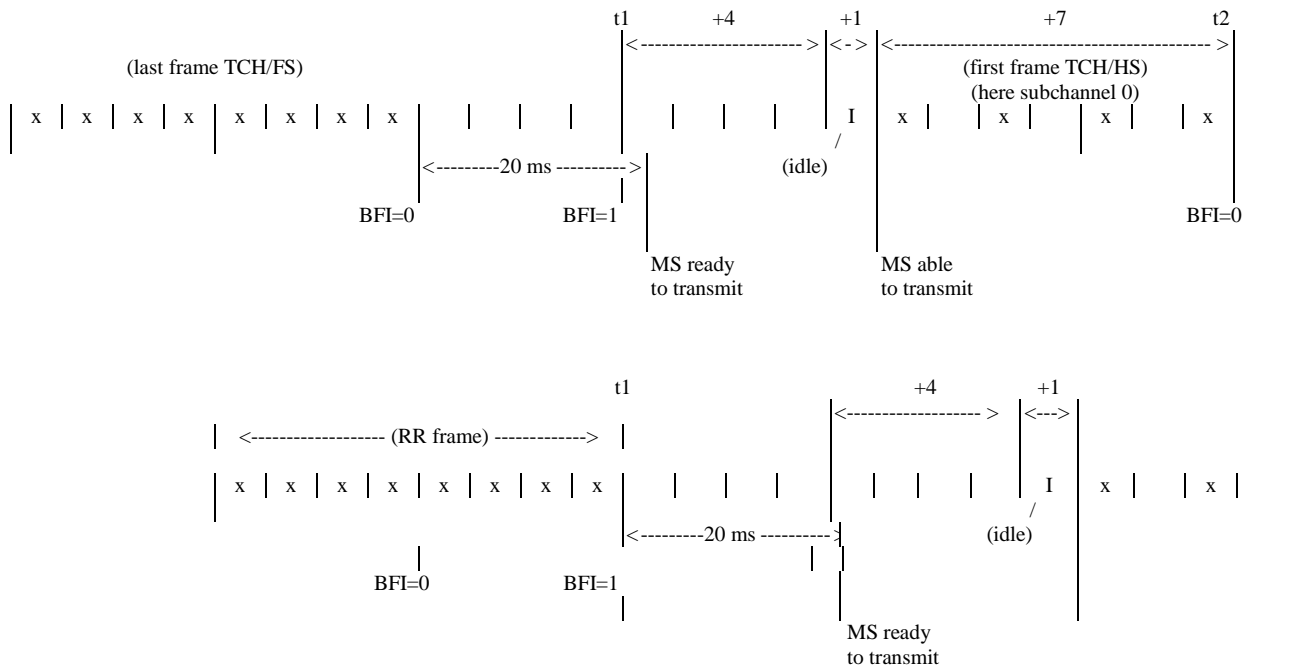 t1 +4 +1 +7 t2
<----------------------- > <- > <-------------------------------------------- >
(last frame TCH/FS) (first frame TCH/HS)
(here subchannel 0)
x x x x x x x x I x x x x
/
<---------20 ms ----------> (idle)
BFI=0 BFI=1 BFI=0
MS ready MS able
to transmit to transmit
t1 +4 +1
<------------------- > <--->
<----------------- (RR frame) ------------>
x x x x x x x x I x x
/
<---------20 ms ----------> (idle)
BFI=0 BFI=1
MS ready
to transmit